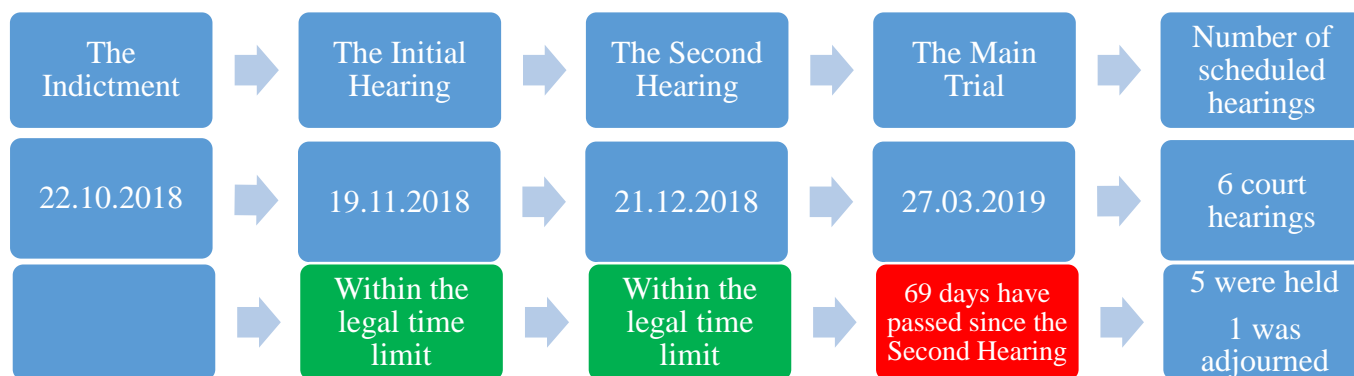 The
Indictment
The Initial
Hearing
The Second
Hearing
The Main
Trial
Number of
scheduled
hearings
22.10.2018
19.11.2018
21.12.2018
27.03.2019
6 court
hearings
Within the
legal time
limit
Within the
legal time
limit
69 days have
passed since the
Second Hearing
5 were held
1 was
adjourned